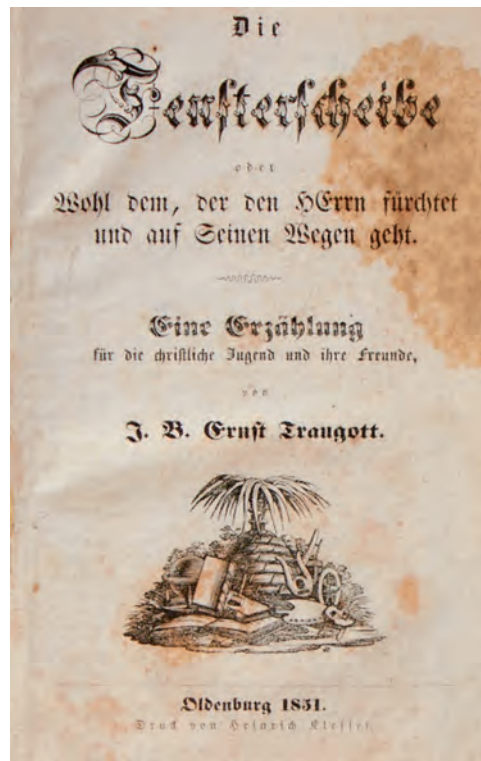 Die
Fensterscheibe
oder
Wohl dem, der den HErrn fürchtet
und auf Seinen Wegen geht.
Eine Erzählung
für die christliche Jugend und ihre Freunde,
von
J. B. Ernst Traugott.
Oldenburg 1851.
Druck von Heinrich